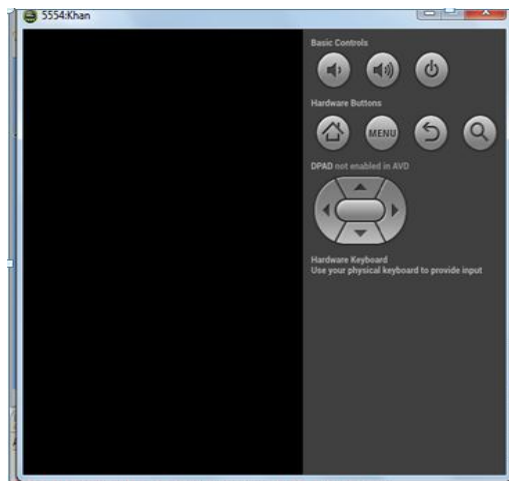 5554:Khan
Basic Controls
Hardware Buttons
MENU
DPAD not enabled in AVD
Hardware Keyboard
Use your physical keyboard to provide input